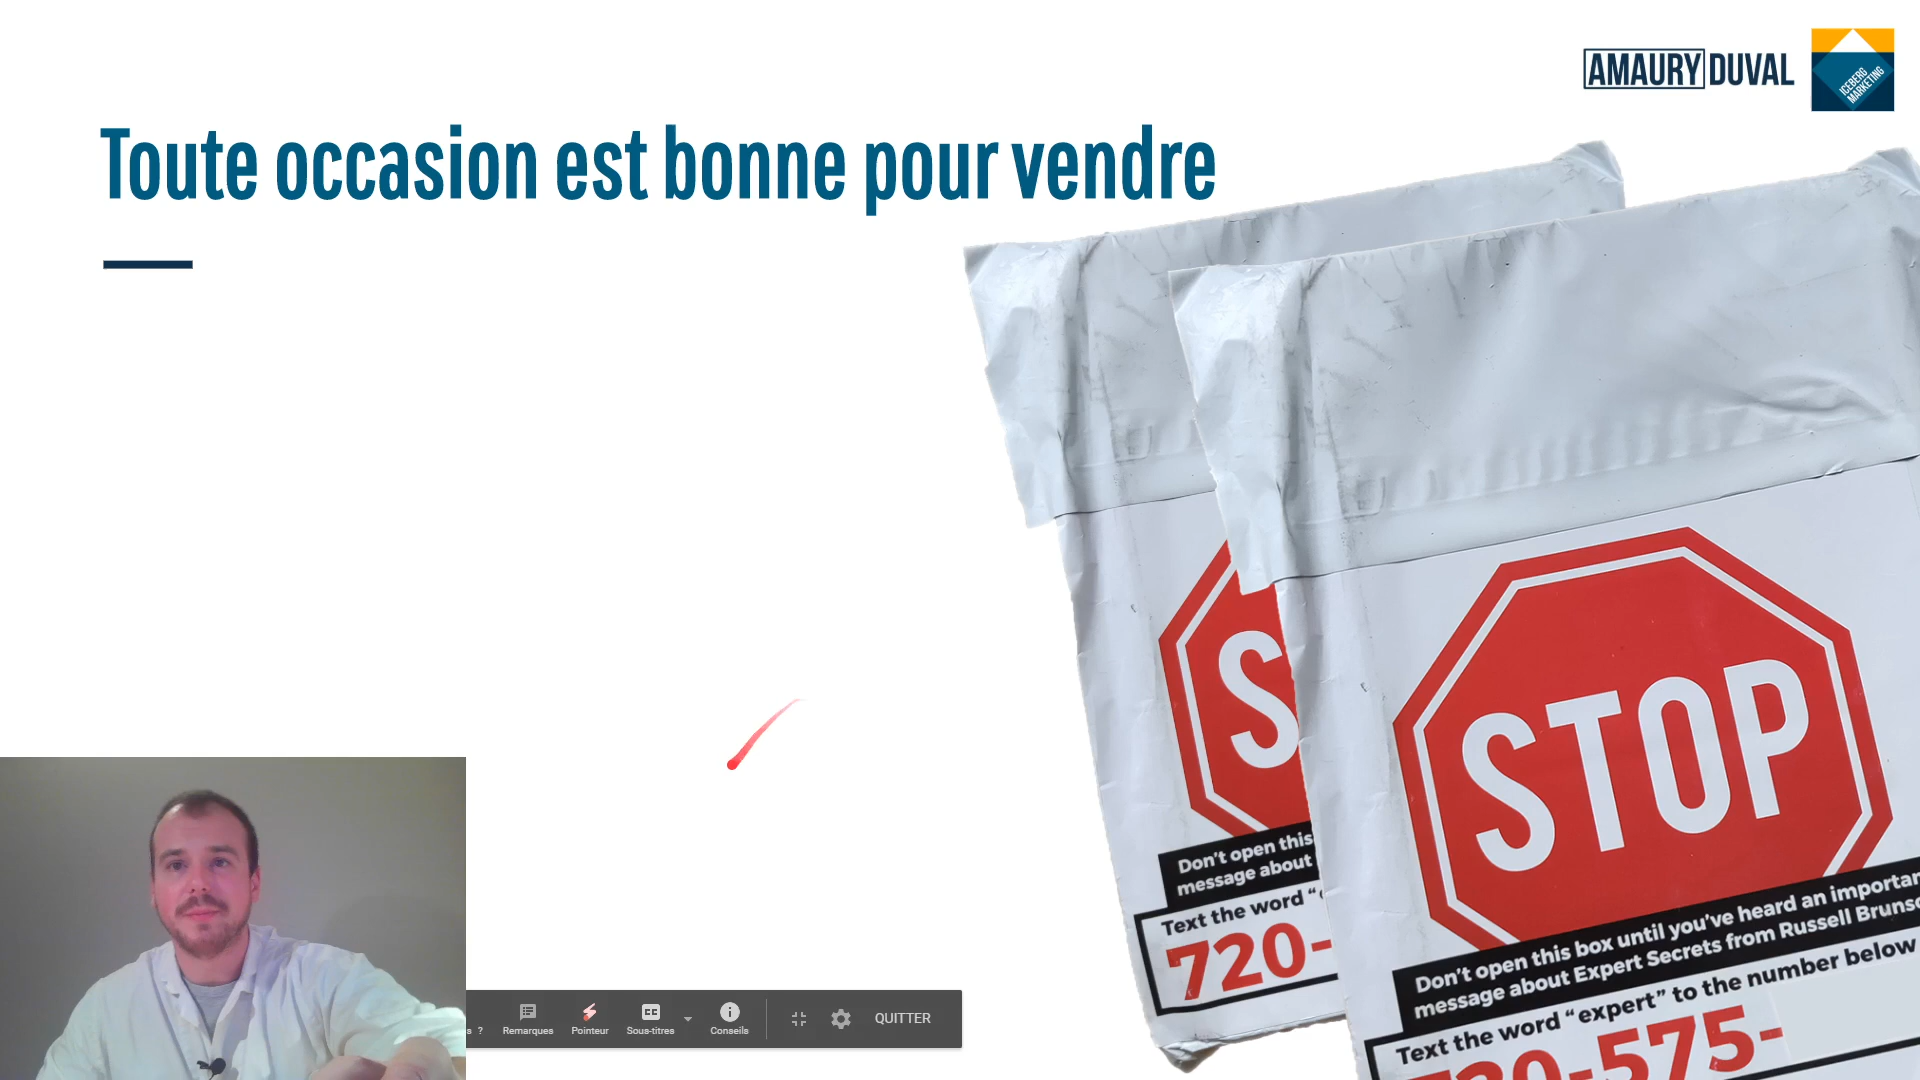 AMAURY DUVAL
ICEBERG
MARKETING
Toute occasion est bonne pour vendre
S
Don't open this
message about
Text the word "
720-
STOP
Don't open this box until you've heard an importan
message about Expert Secrets from Russell Brunso
Text the word "expert" to the number below
720-575-
s ?
Remarques
Pointeur
Sous-titres
Conseils
QUITTER
CC